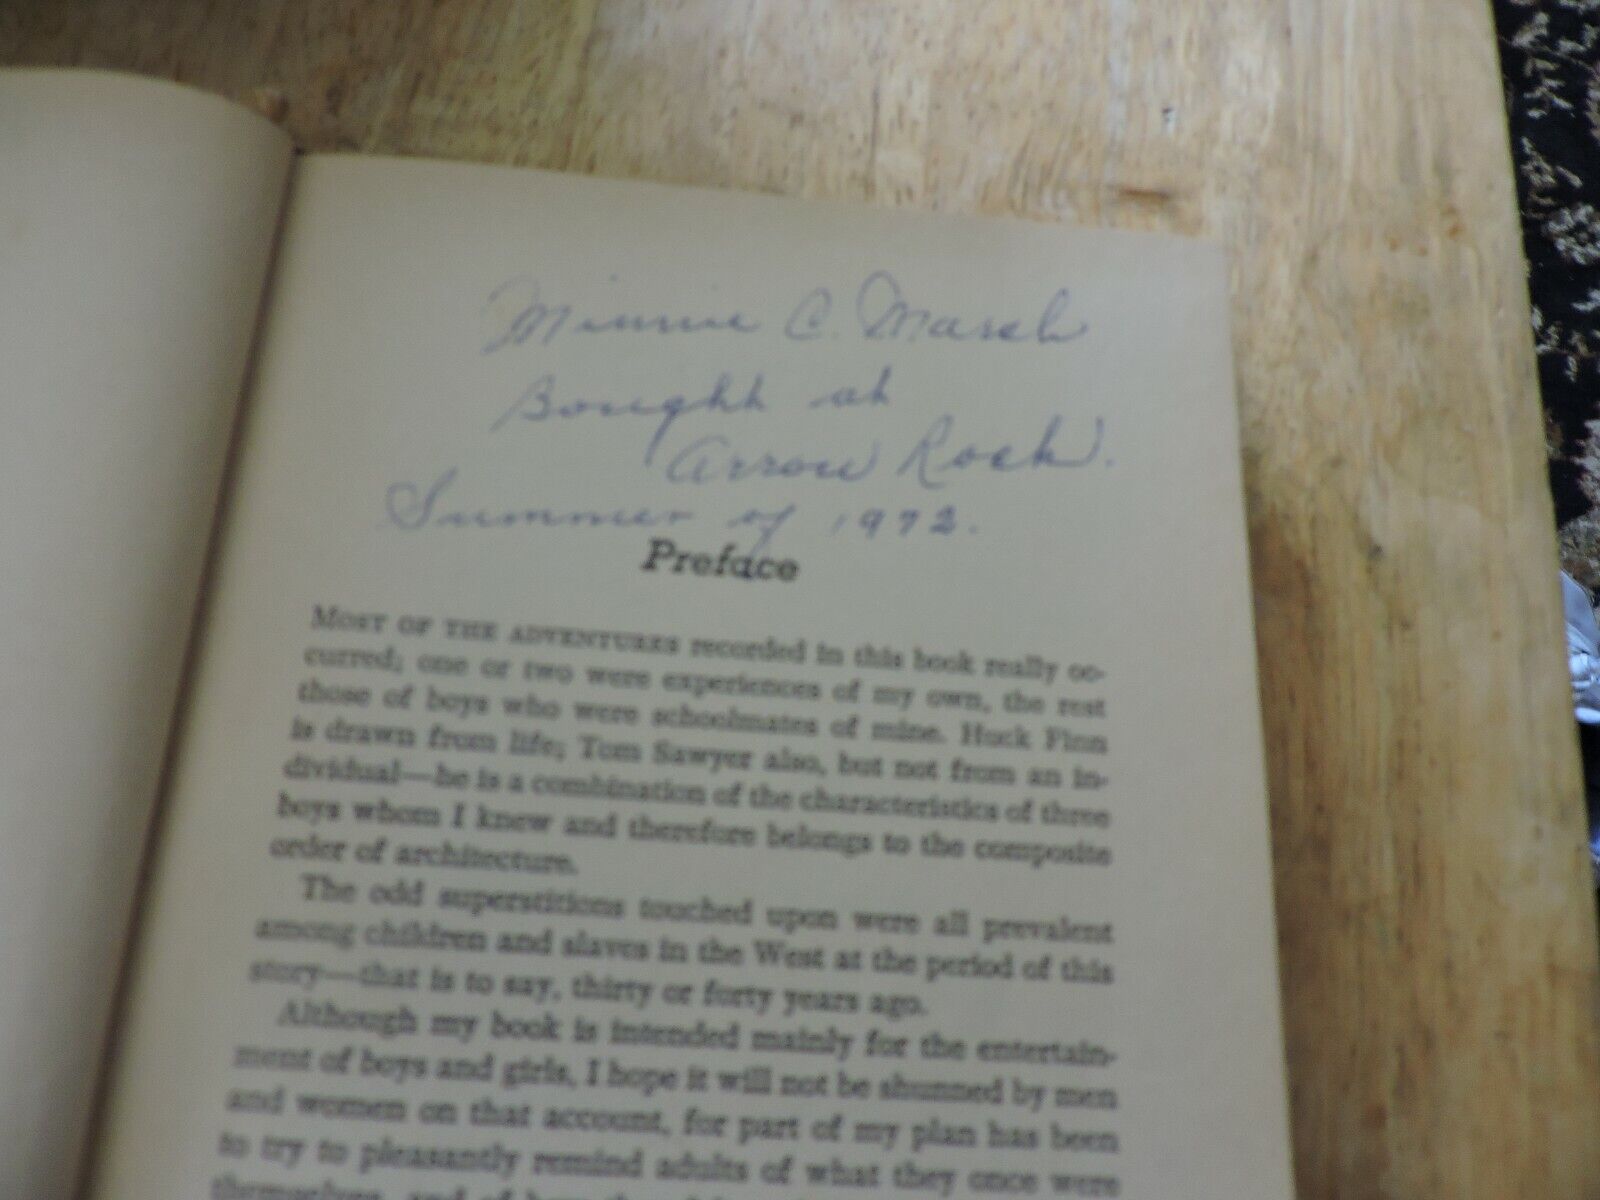 Minnie C. Marsh
Bought at
Arrow Rock.
Summer of 1972.
Preface
MOST OF THE ADVENTURES recorded in this book really oc-
curred; one or two were experiences of my own, the rest
those of boys who were schoolmates of mine. Huck Finn
is drawn from life; Tom Sawyer also, but not from an in-
dividual—he is a combination of the characteristics of three
boys whom I knew and therefore belongs to the composite
order of architecture.
The odd superstitions touched upon were all prevalent
among children and slaves in the West at the period of this
story—that is to say, thirty or forty years ago.
Although my book is intended mainly for the entertain-
ment of boys and girls, I hope it will not be shunned by men
and women on that account, for part of my plan has been
to try to pleasantly remind adults of what they once were
themselves, and of how